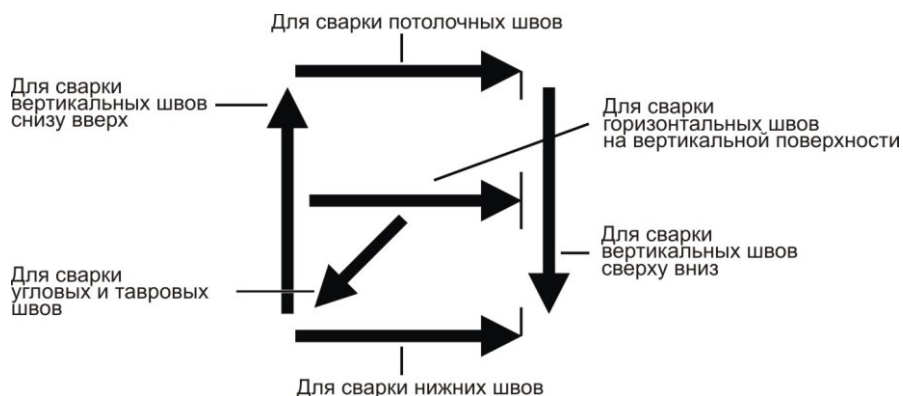 Для сварки потолочных швов
Для сварки
вертикальных швов
снизу вверх
Для сварки
горизонтальных швов
на вертикальной поверхности
Для сварки
вертикальных швов
сверху вниз
Для сварки
угловых и тавровых
швов
Для сварки нижних швов